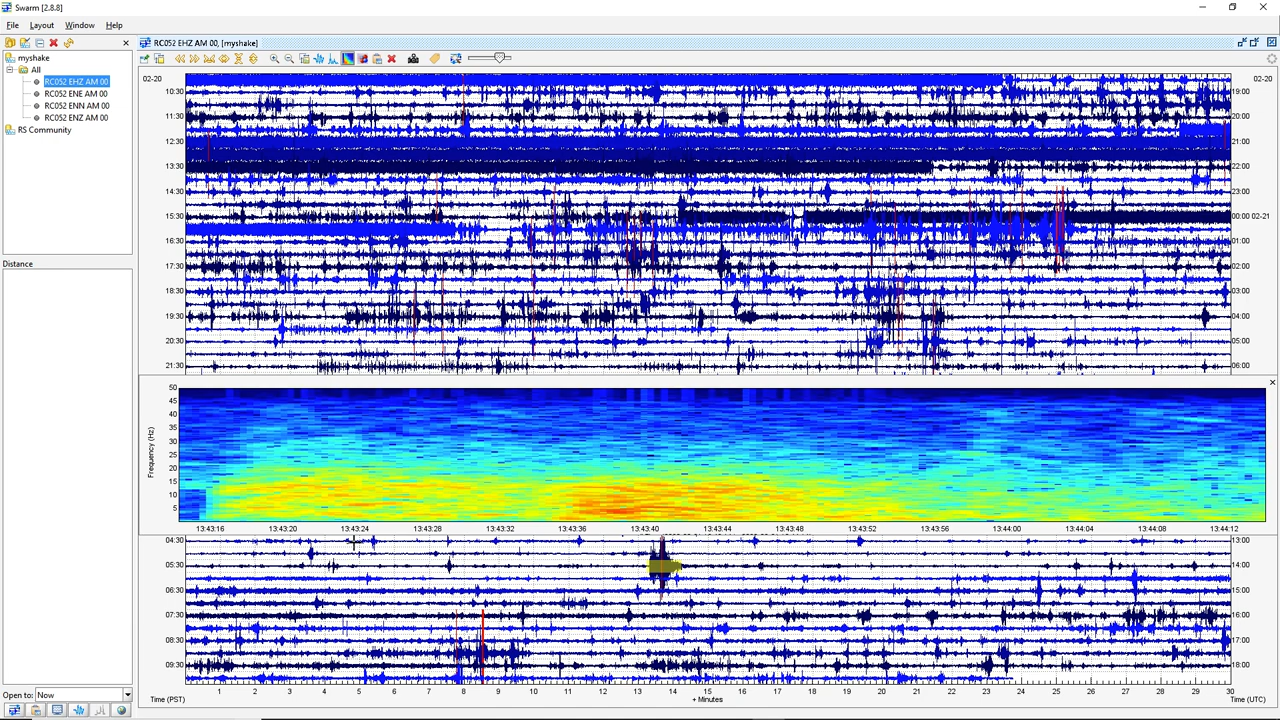 Swarm [2.8.8]
File Layout Window Help
RC052 EHZ AM 00, [myshake]
myshake
All
RC052 EHZ AM 00
RC052 ENE AM 00
RC052 ENN AM 00
RC052 ENZ AM 00
RS Community
Distance
Open to: Now
02-20 02-20
10:30 19:00
11:30 20:00
12:30 21:00
13:30 22:00
14:30 23:00
15:30 00:00 02-21
16:30 01:00
17:30 02:00
18:30 03:00
19:30 04:00
20:30 05:00
21:30 06:00
Frequency (Hz)
50
45
40
35
30
25
20
15
10
5
13:43:16 13:43:20 13:43:24 13:43:28 13:43:32 13:43:36 13:43:40 13:43:44 13:43:48 13:43:52 13:43:56 13:44:00 13:44:04 13:44:08 13:44:12
04:30 13:00
05:30 14:00
06:30 15:00
07:30 16:00
08:30 17:00
09:30 18:00
1 2 3 4 5 6 7 8 9 10 11 12 13 14 15 16 17 18 19 20 21 22 23 24 25 26 27 28 29 30
Time (PST) + Minutes Time (UTC)